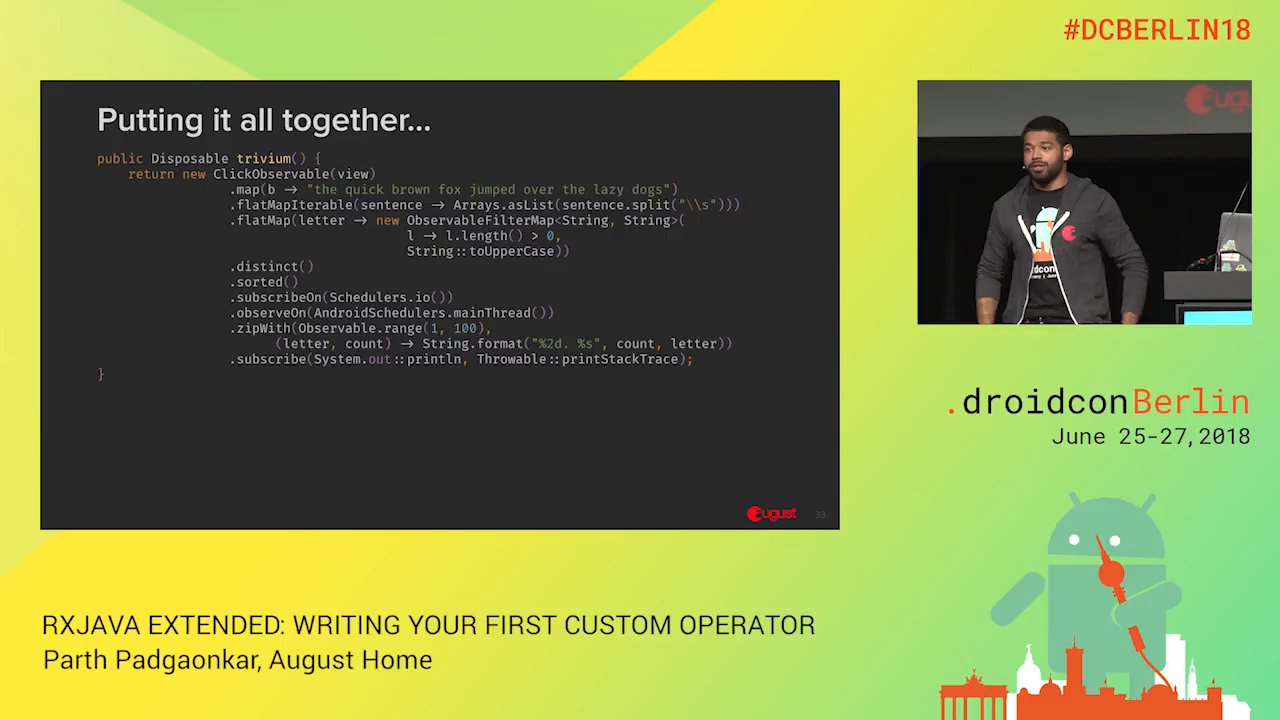 #DCBERLIN18
Putting it all together...
public Disposable trivium() {
return new ClickObservable(view)
.map(b → "the quick brown fox jumped over the lazy dogs")
.flatMapIterable(sentence → Arrays.asList(sentence.split("\\s")))
.flatMap(letter → new ObservableFilterMap<String, String>(
l → l.length() > 0,
String::toUpperCase))
.distinct()
.sorted()
.subscribeOn(Schedulers.io())
.observeOn(AndroidSchedulers.mainThread())
.zipWith(Observable.range(1, 100),
(letter, count) → String.format("%2d. %s", count, letter))
.subscribe(System.out::println, Throwable::printStackTrace);
}
august 33
.droidconBerlin
June 25-27,2018
RXJAVA EXTENDED: WRITING YOUR FIRST CUSTOM OPERATOR
Parth Padgaonkar, August Home